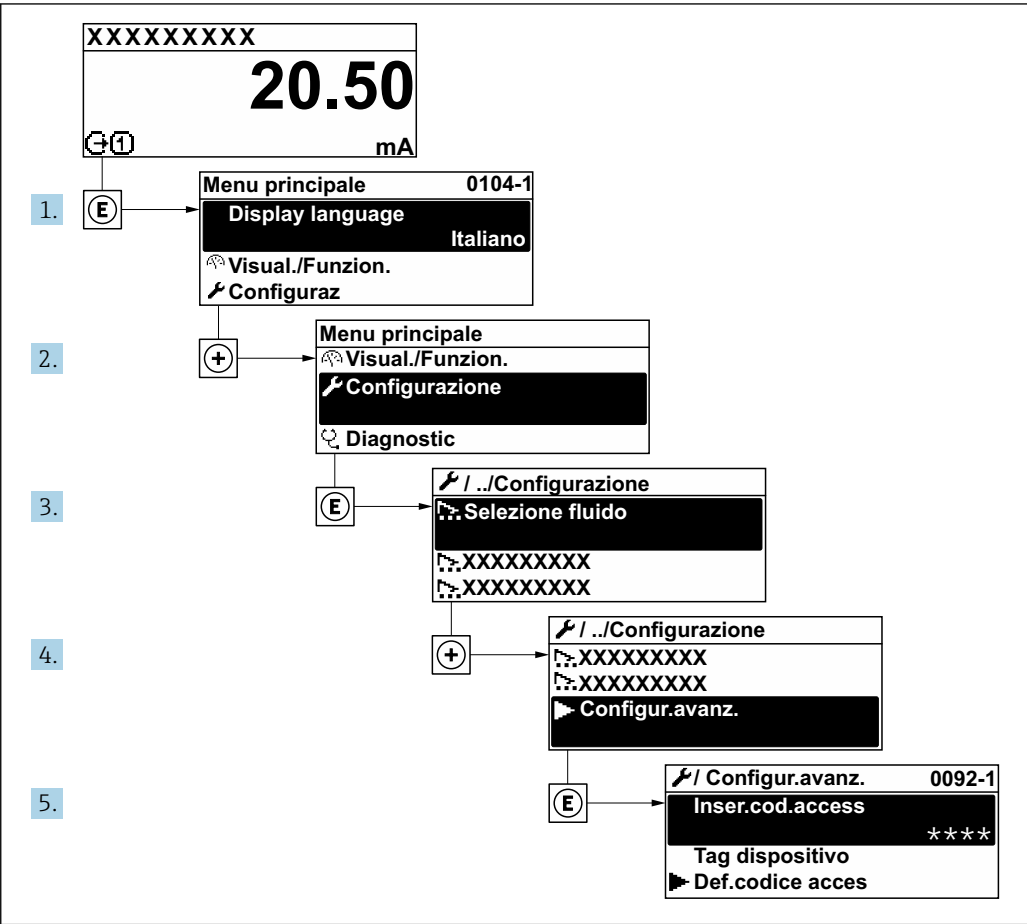 XXXXXXXXX
20.50
1
mA
1.
E
Menu principale 0104-1
Display language
Italiano
Visual./Funzion.
Configuraz
2.
+
Menu principale
Visual./Funzion.
Configurazione
Diagnostic
3.
E
/ ../Configurazione
Selezione fluido
XXXXXXXXX
XXXXXXXXX
4.
+
/ ../Configurazione
XXXXXXXXX
XXXXXXXXX
Configur.avanz.
5.
E
/ Configur.avanz. 0092-1
Inser.cod.access
****
Tag dispositivo
Def.codice acces